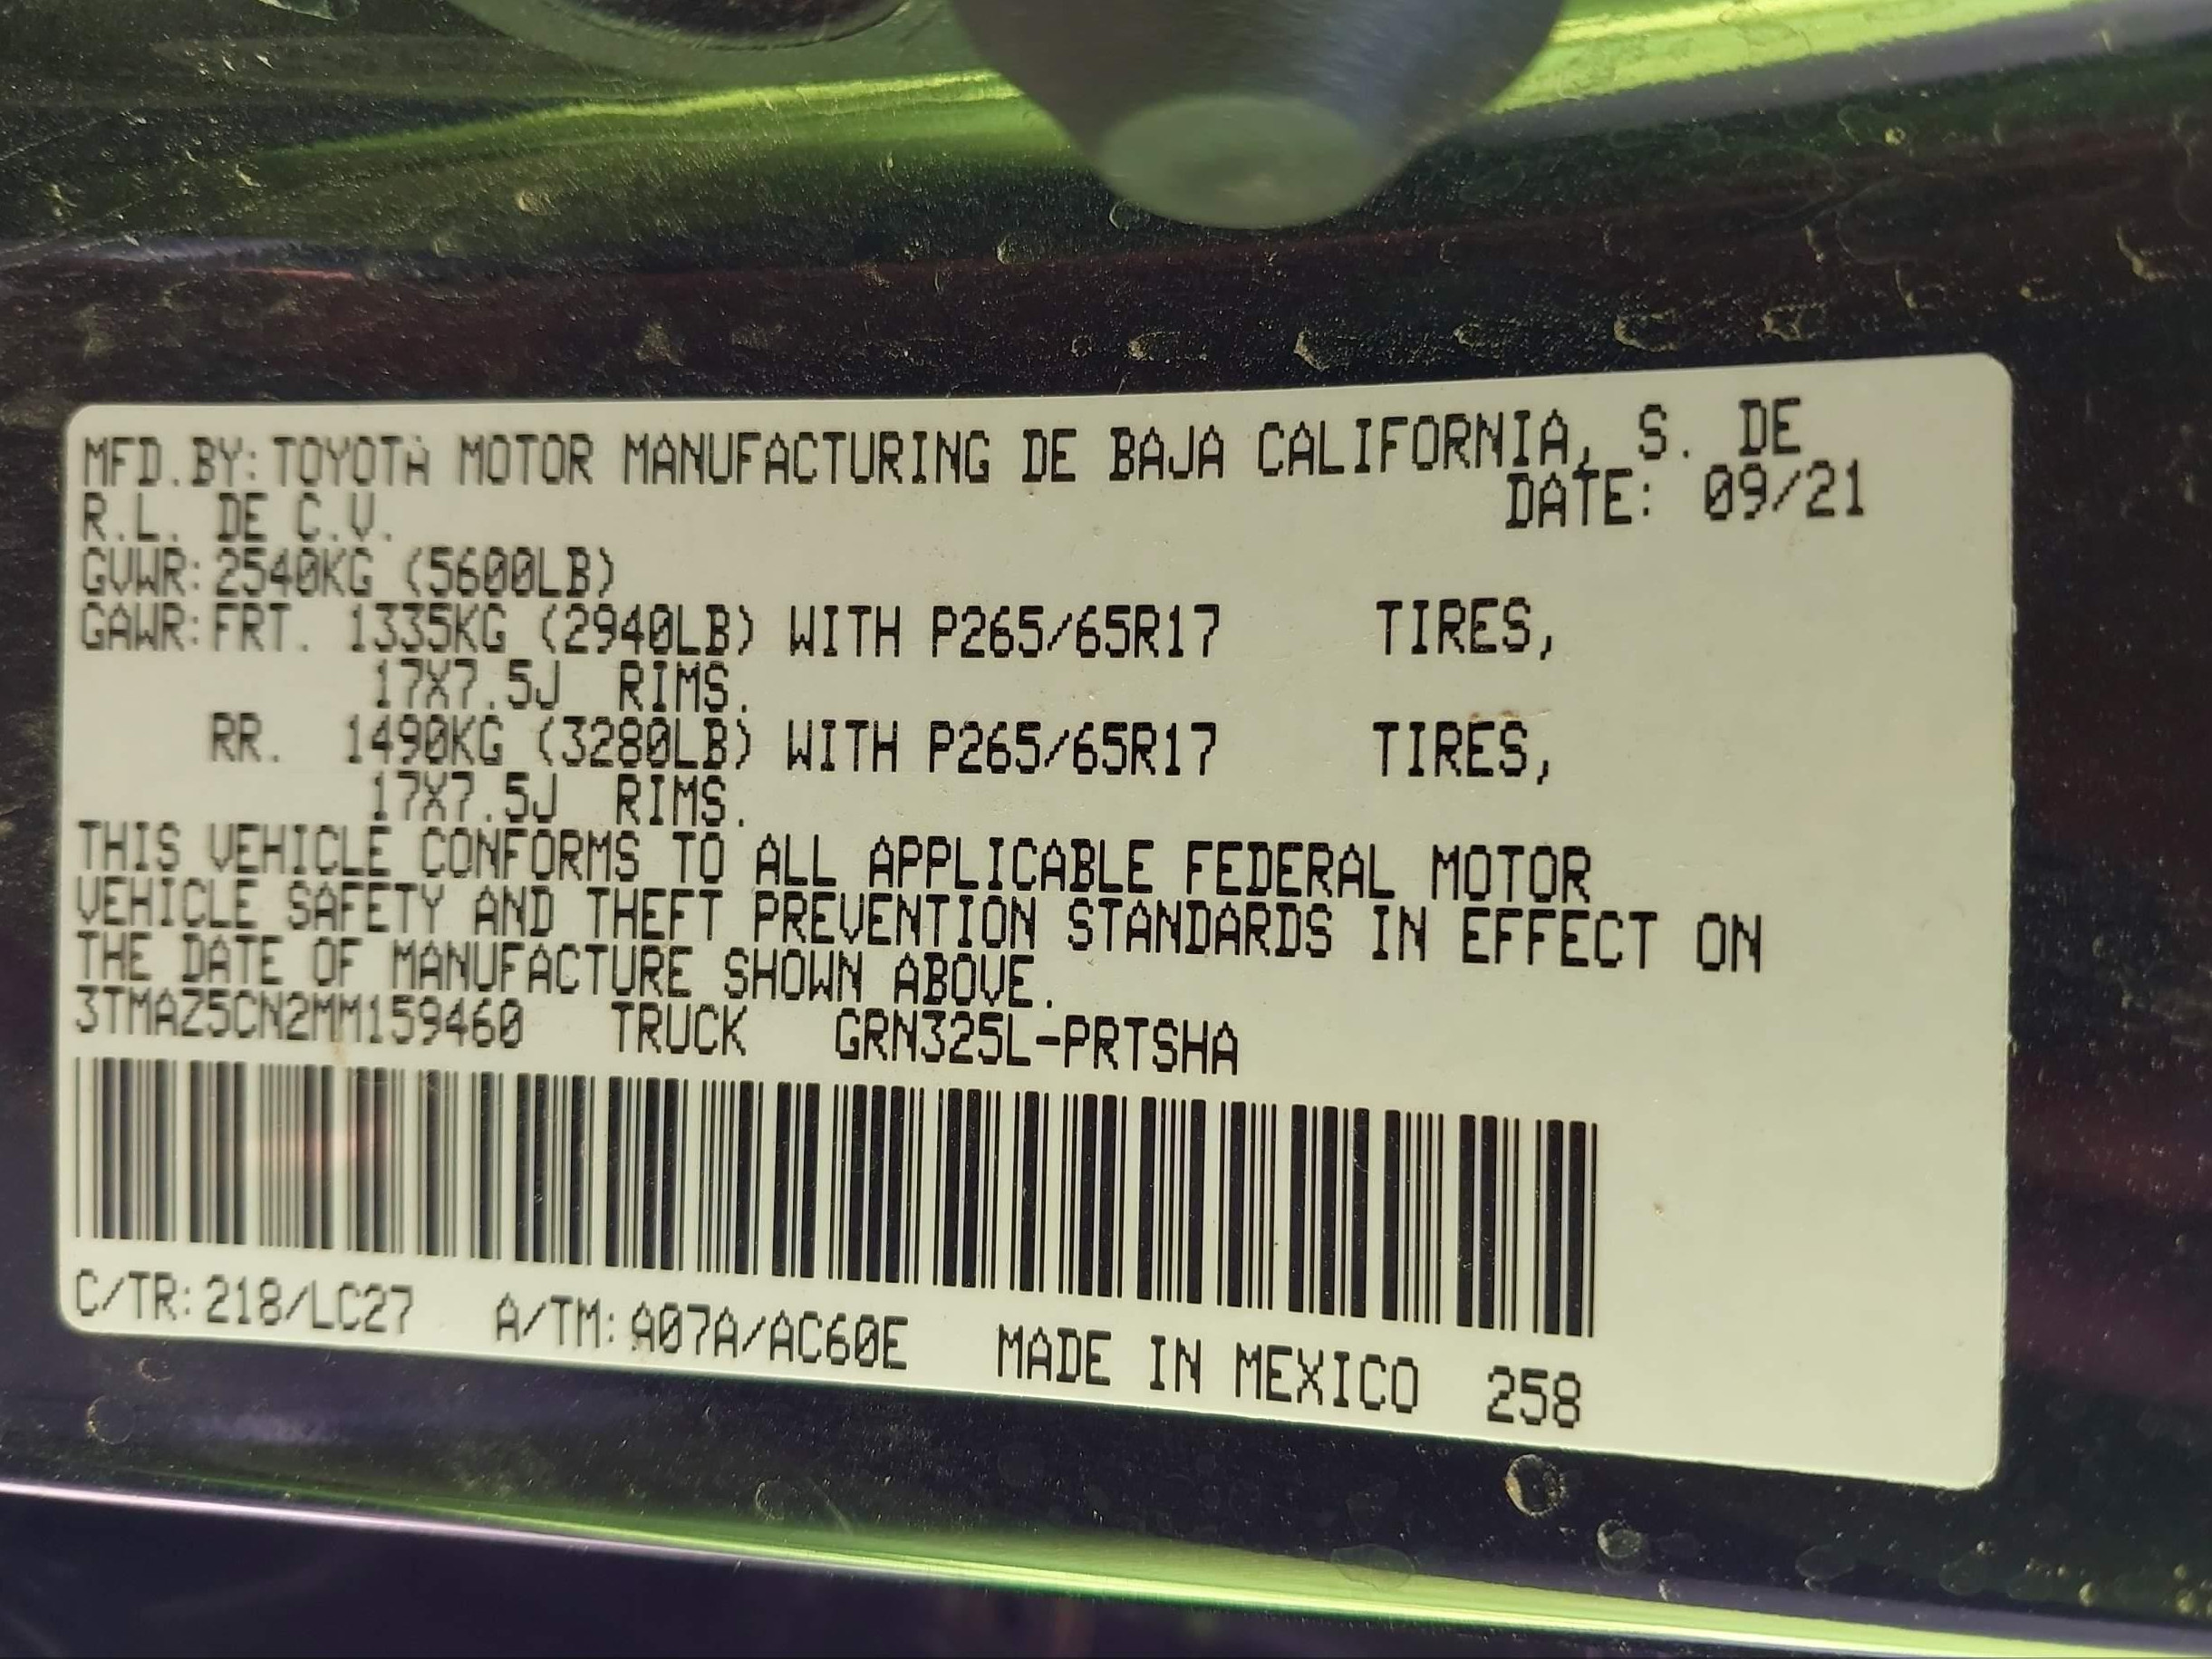 MFD.BY:TOYOTA MOTOR MANUFACTURING DE BAJA CALIFORNIA, S. DE
R.L. DE C.V. DATE: 09/21
GVWR:2540KG (5600LB)
GAWR:FRT. 1335KG (2940LB) WITH P265/65R17 TIRES,
17X7.5J RIMS.
RR. 1490KG (3280LB) WITH P265/65R17 TIRES,
17X7.5J RIMS.
THIS VEHICLE CONFORMS TO ALL APPLICABLE FEDERAL MOTOR
VEHICLE SAFETY AND THEFT PREVENTION STANDARDS IN EFFECT ON
THE DATE OF MANUFACTURE SHOWN ABOVE.
3TMAZ5CN2MM159460 TRUCK GRN325L-PRTSHA
C/TR:218/LC27 A/TM:A07A/AC60E MADE IN MEXICO 258